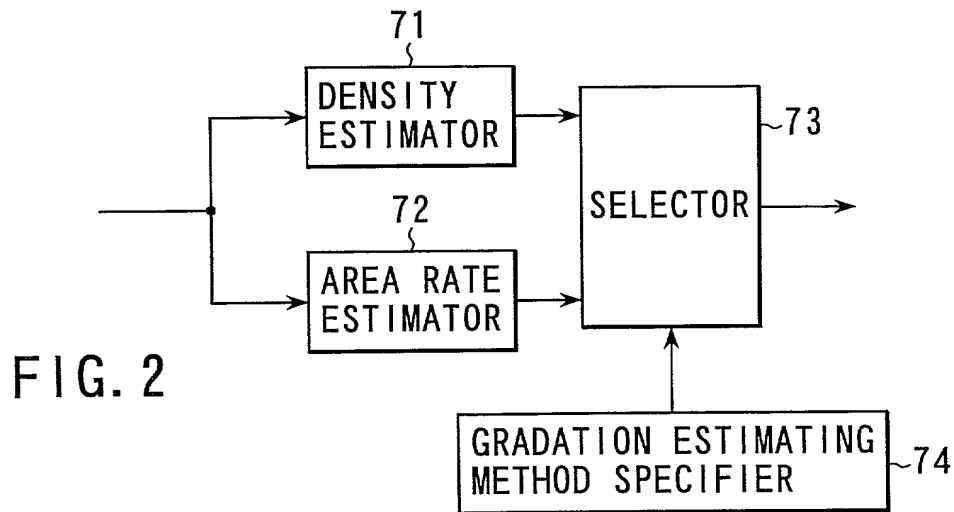 71
DENSITY
ESTIMATOR
73
SELECTOR
72
AREA RATE
ESTIMATOR
FIG. 2
GRADATION ESTIMATING
METHOD SPECIFIER
74